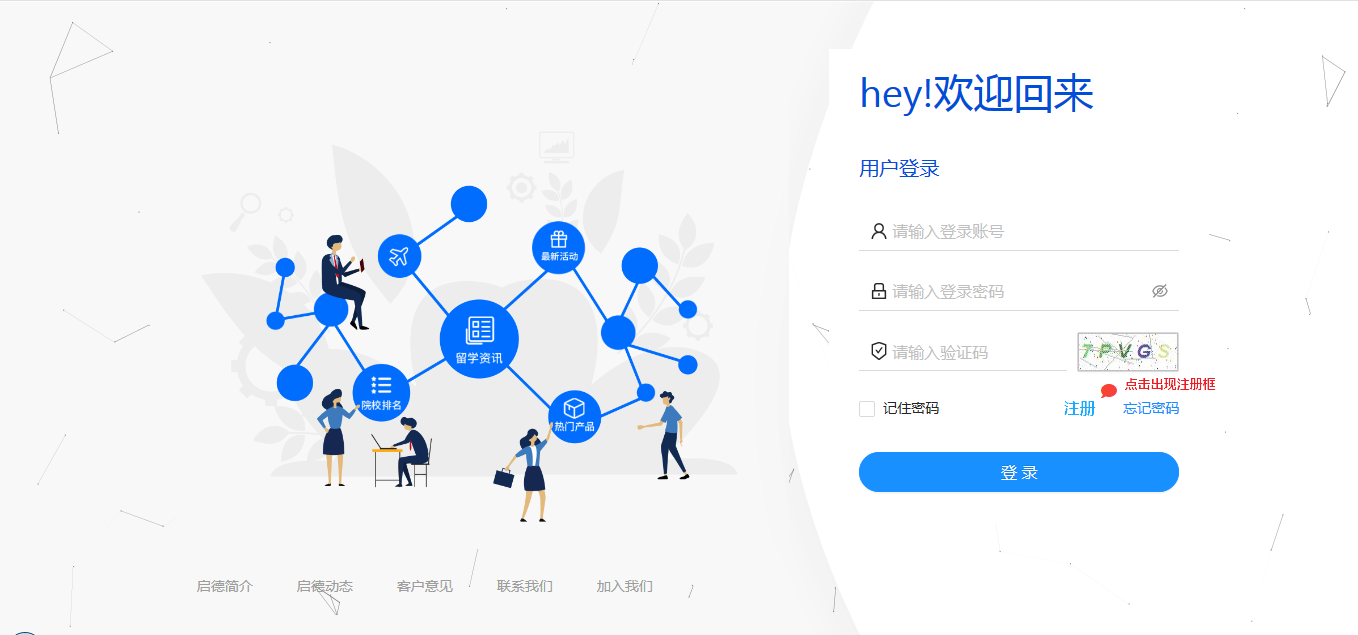 hey!欢迎回来
用户登录
请输入登录账号
请输入登录密码
请输入验证码
7PVGS
点击出现注册框
记住密码
注册
忘记密码
登录
最新活动
留学资讯
院校排名
热门产品
启德简介
启德动态
客户意见
联系我们
加入我们